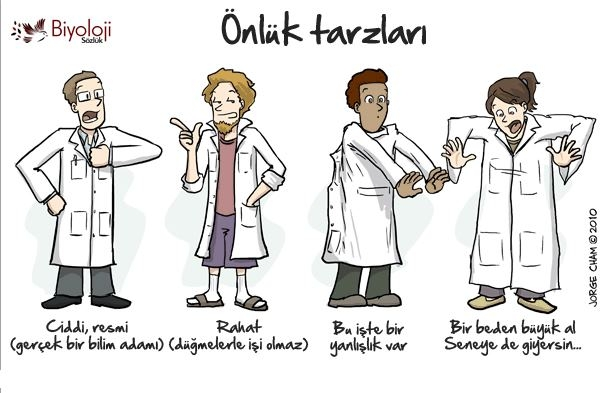 Biyoloji
Sözlük
Önlük tarzları
Ciddi, resmi
(gerçek bir bilim adamı)
Rahat
(düğmelerle işi olmaz)
Bu işte bir
yanlışlık var
Bir beden büyük al
Seneye de giyersin...
JORGE CHAM © 2010